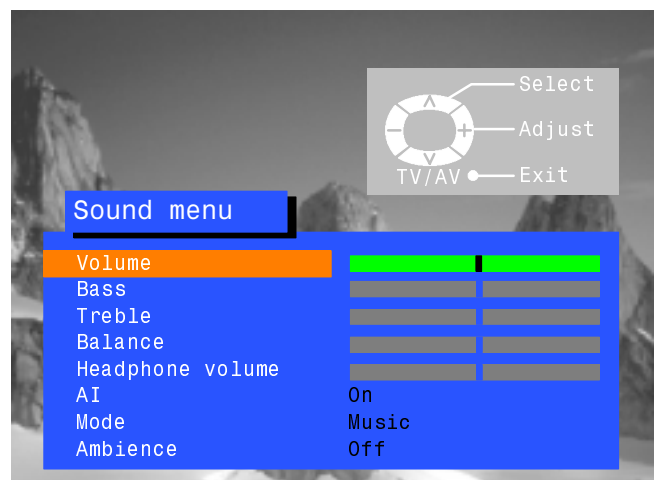 Select
Adjust
TV/AV Exit
Sound menu
Volume
Bass
Treble
Balance
Headphone volume
AI On
Mode Music
Ambience Off